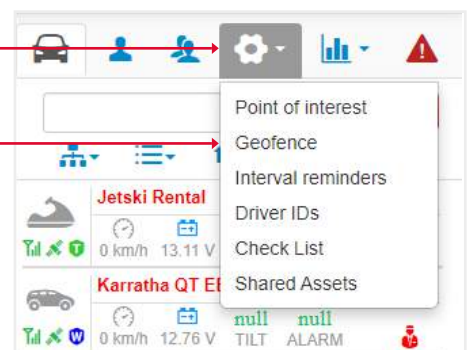 Point of interest
Geofence
Interval reminders
Driver IDs
Check List
Shared Assets
Jetski Rental
0 km/h 13.11 V
T
Karratha QT
0 km/h 12.76 V
null null
TILT ALARM
W